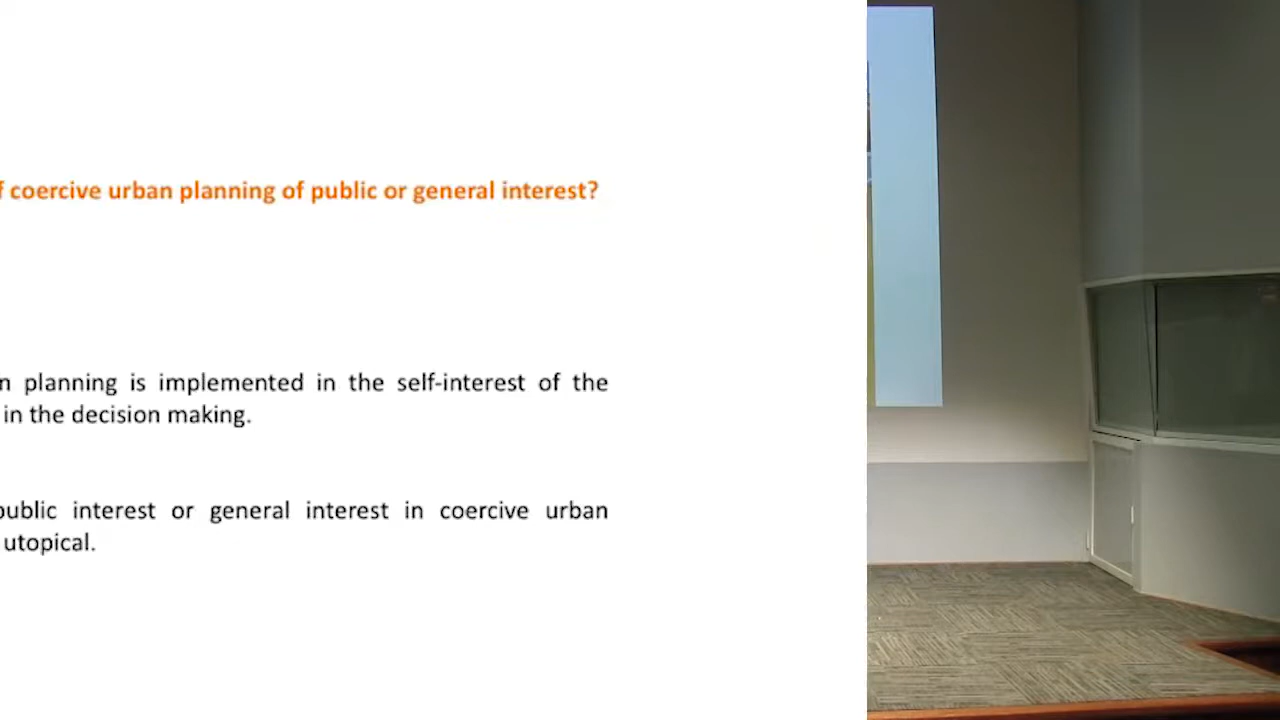 coercive urban planning of public or general interest?
planning is implemented in the self-interest of the
in the decision making.
public interest or general interest in coercive urban
utopical.